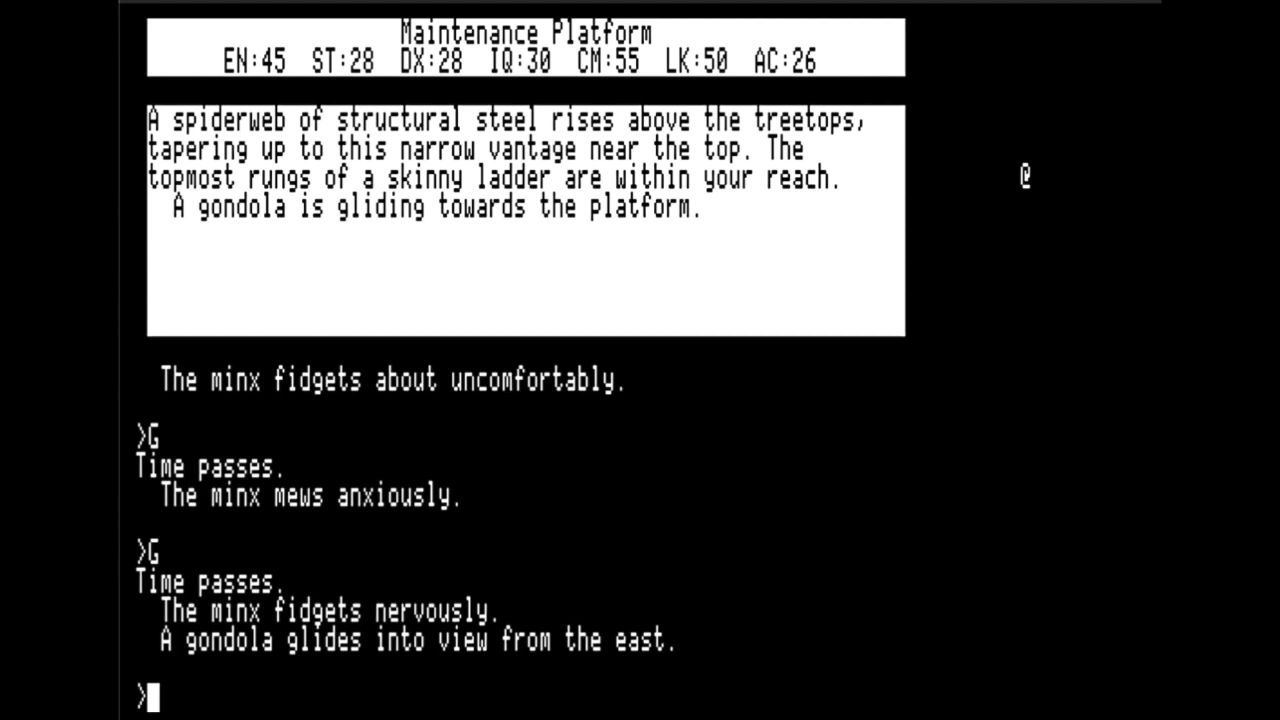 Maintenance Platform
EN:45 ST:28 DX:28 IQ:30 CM:55 LK:50 AC:26
A spiderweb of structural steel rises above the treetops,
tapering up to this narrow vantage near the top. The
topmost rungs of a skinny ladder are within your reach.
@
A gondola is gliding towards the platform.
The minx fidgets about uncomfortably.
>G
Time passes.
The minx mews anxiously.
>G
Time passes.
The minx fidgets nervously.
A gondola glides into view from the east.
>